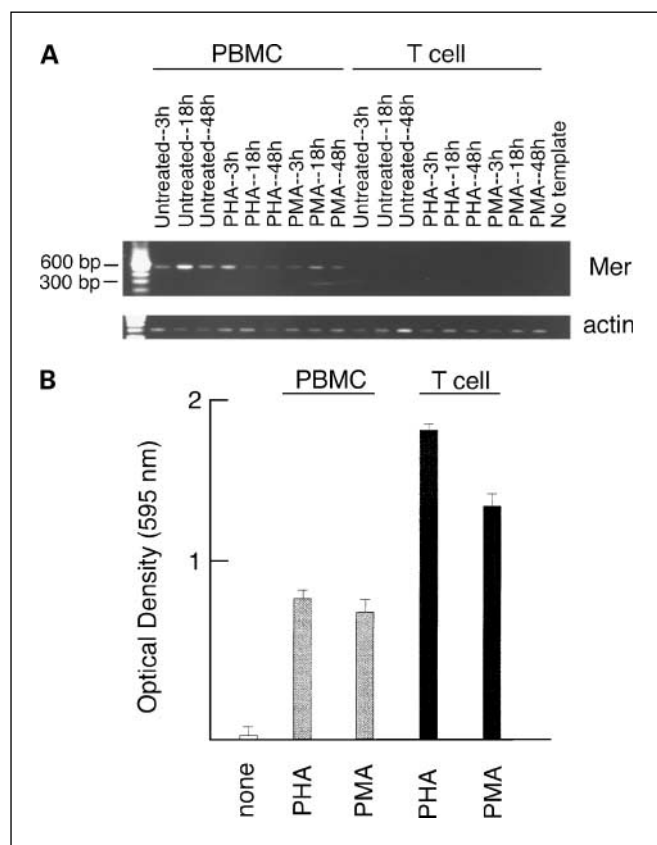 A
PBMC T cell
Untreated--3h
Untreated--18h
Untreated--48h
PHA--3h
PHA--18h
PHA--48h
PMA--3h
PMA--18h
PMA--48h
Untreated--3h
Untreated--18h
Untreated--48h
PHA--3h
PHA--18h
PHA--48h
PMA--3h
PMA--18h
PMA--48h
No template
600 bp
300 bp
Mer
actin
B
PBMC T cell
2
1
Optical Density (595 nm)
none PHA PMA PHA PMA